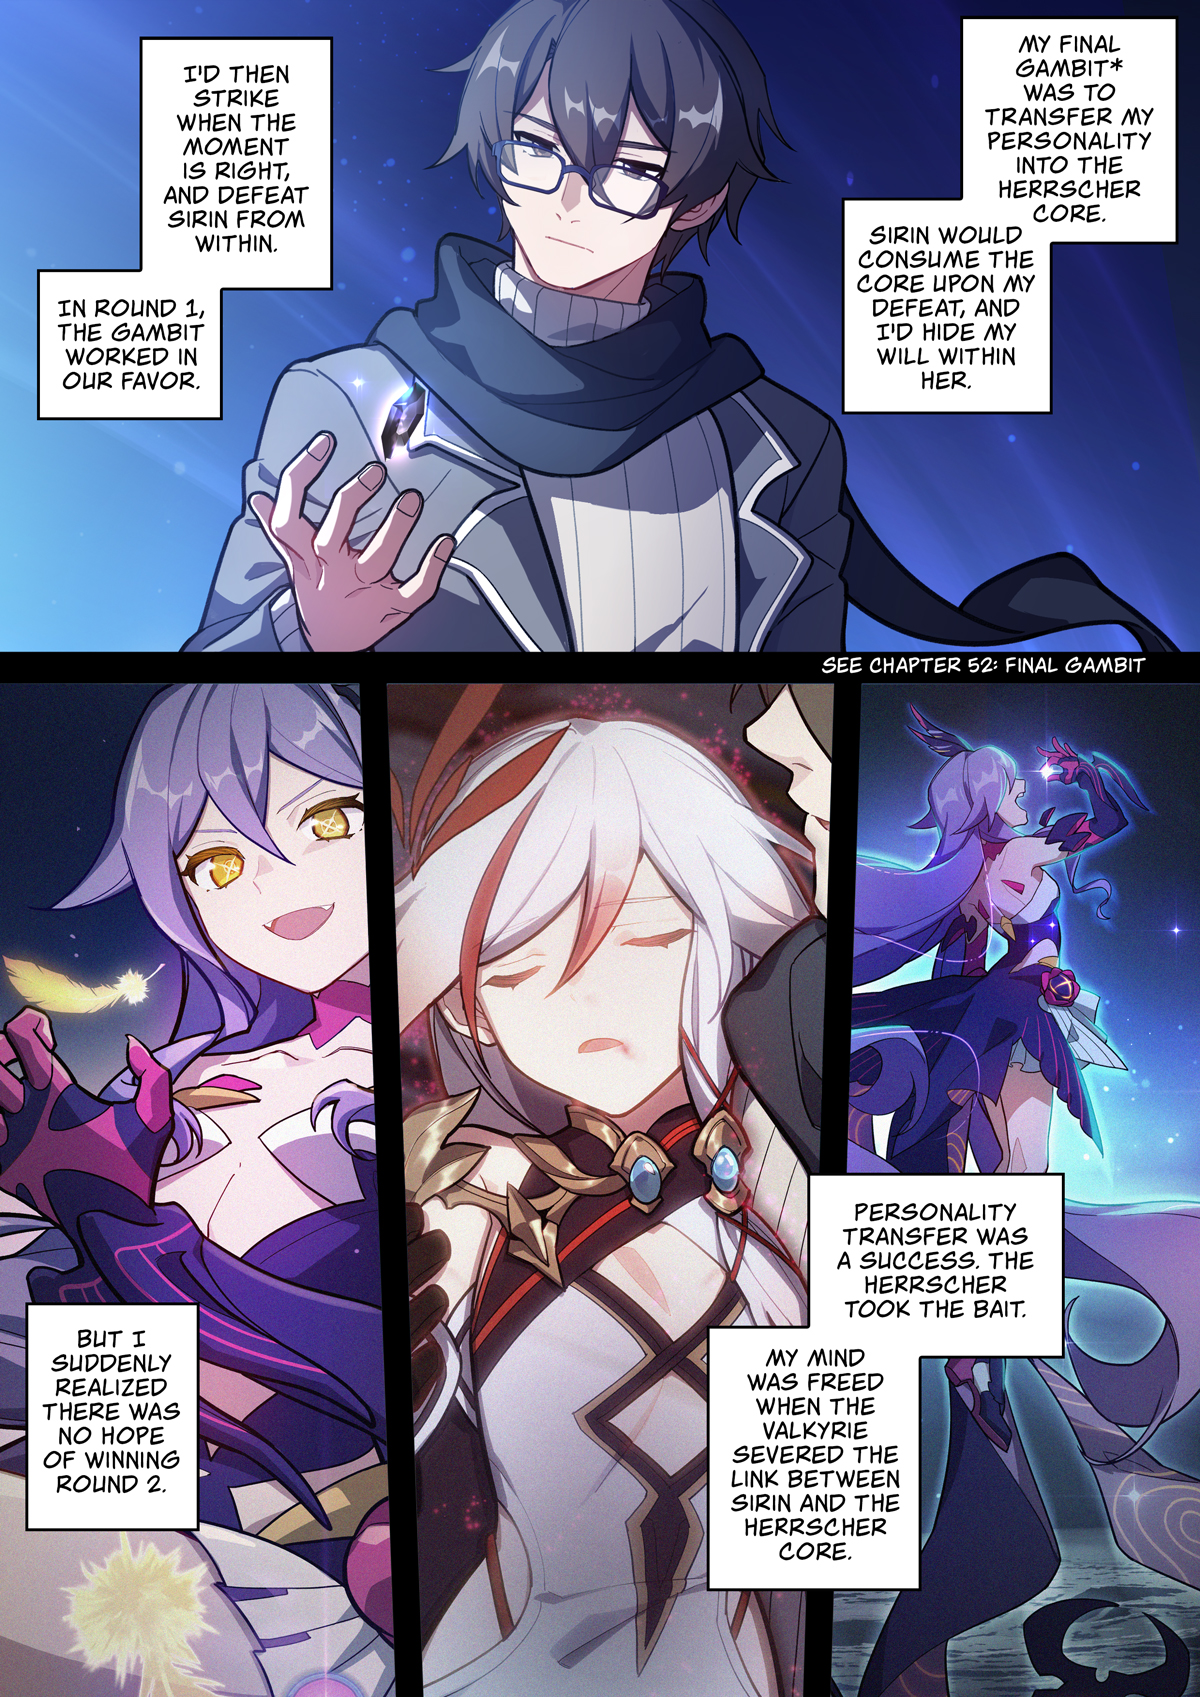 MY FINAL
GAMBIT*
WAS TO
TRANSFER MY
PERSONALITY
INTO THE
HERRSCHER
CORE.
SIRIN WOULD
CONSUME THE
CORE UPON MY
DEFEAT, AND
I'D HIDE MY
WILL WITHIN
HER.
I'D THEN
STRIKE
WHEN THE
MOMENT
IS RIGHT,
AND DEFEAT
SIRIN FROM
WITHIN.
IN ROUND 1,
THE GAMBIT
WORKED IN
OUR FAVOR.
SEE CHAPTER 52: FINAL GAMBIT
PERSONALITY
TRANSFER WAS
A SUCCESS. THE
HERRSCHER
TOOK THE BAIT.
MY MIND
WAS FREED
WHEN THE
VALKYRIE
SEVERED THE
LINK BETWEEN
SIRIN AND THE
HERRSCHER
CORE.
BUT I
SUDDENLY
REALIZED
THERE WAS
NO HOPE
OF WINNING
ROUND 2.